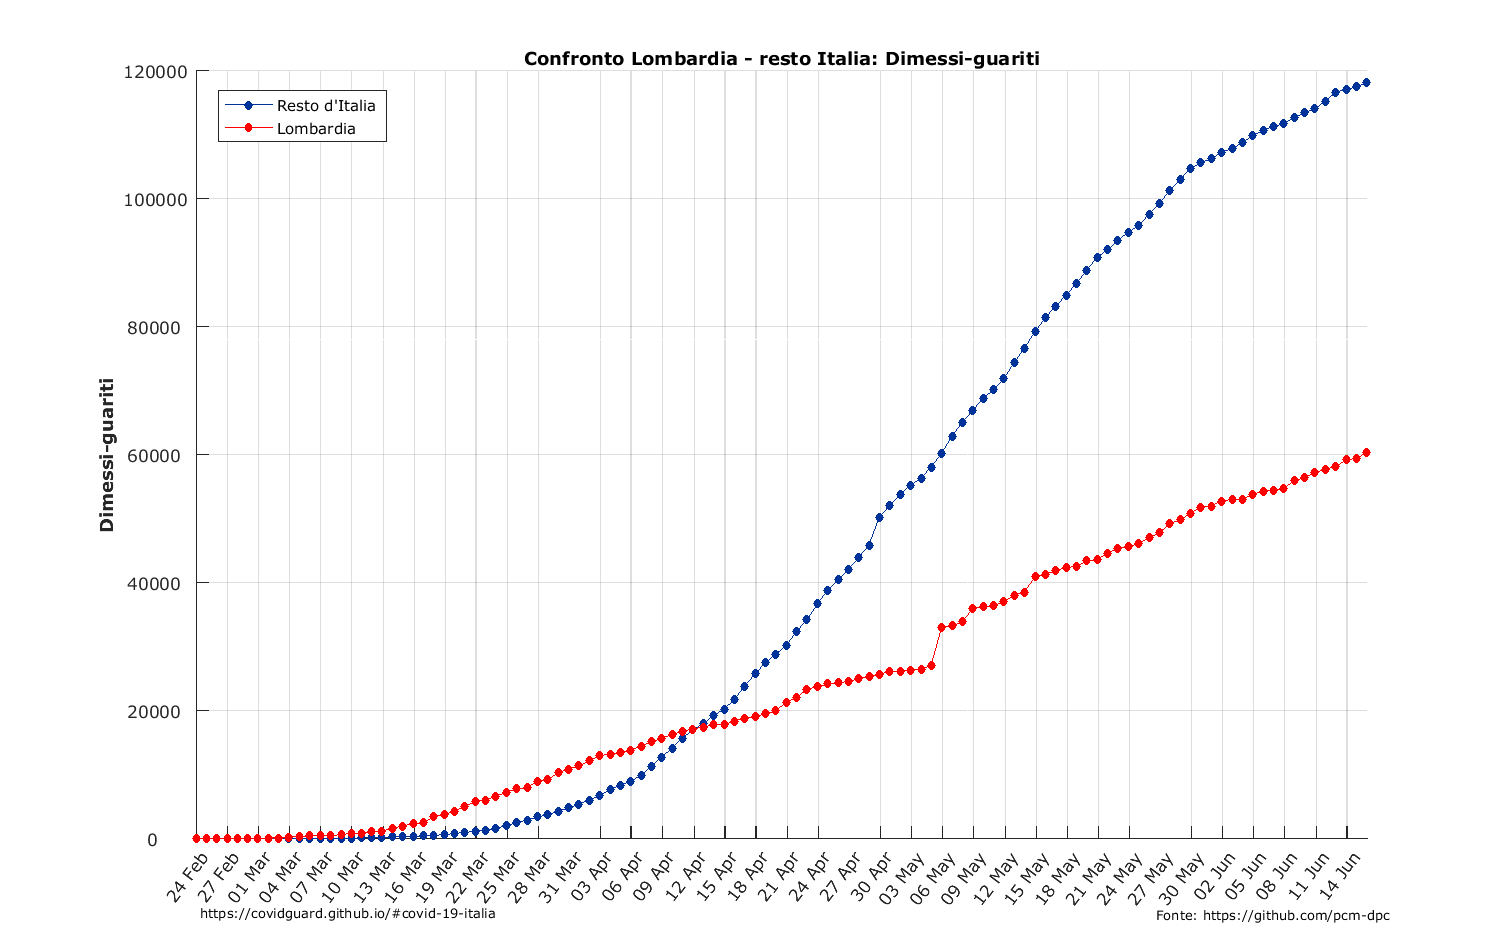 Confronto Lombardia - resto Italia: Dimessi-guariti
Resto d'Italia
Lombardia
Dimessi-guariti
120000
100000
80000
60000
40000
20000
0
24 Feb
27 Feb
01 Mar
04 Mar
07 Mar
10 Mar
13 Mar
16 Mar
19 Mar
22 Mar
25 Mar
28 Mar
31 Mar
03 Apr
06 Apr
09 Apr
12 Apr
15 Apr
18 Apr
21 Apr
24 Apr
27 Apr
30 Apr
03 May
06 May
09 May
12 May
15 May
18 May
21 May
24 May
27 May
30 May
02 Jun
05 Jun
08 Jun
11 Jun
14 Jun
https://covidguard.github.io/#covid-19-italia
Fonte: https://github.com/pcm-dpc